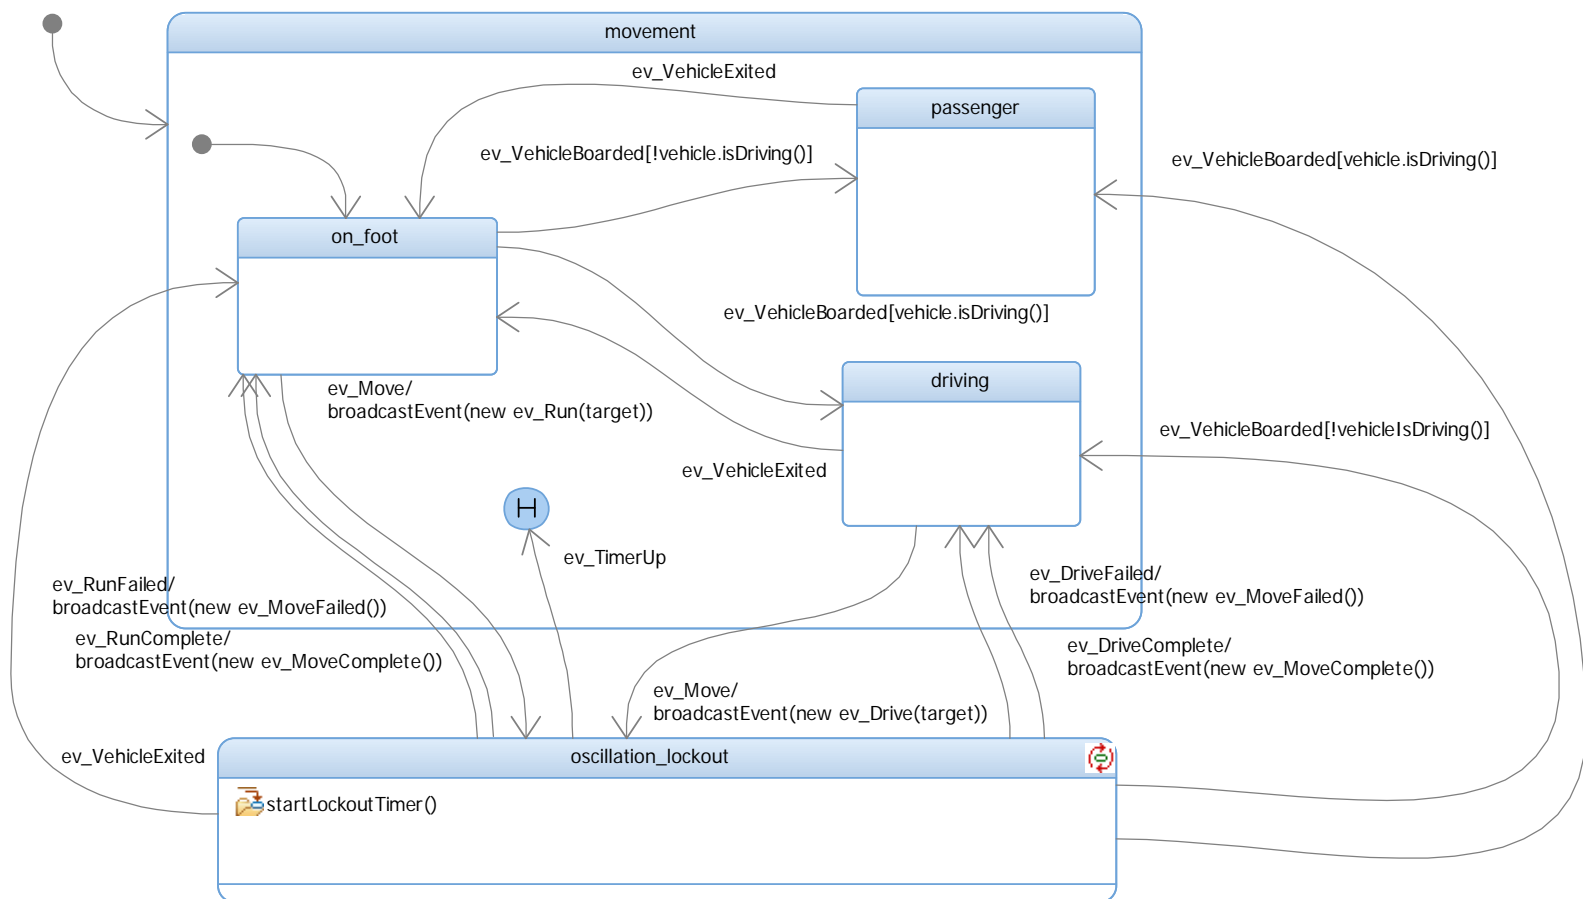 movement
ev_VehicleExited
passenger
ev_VehicleBoarded[!vehicle.isDriving()]
ev_VehicleBoarded[vehicle.isDriving()]
on_foot
ev_VehicleBoarded[vehicle.isDriving()]
ev_Move/
broadcastEvent(new ev_Run(target))
driving
ev_VehicleBoarded[!vehicleIsDriving()]
ev_VehicleExited
H
ev_TimerUp
ev_RunFailed/
broadcastEvent(new ev_MoveFailed())
ev_DriveFailed/
broadcastEvent(new ev_MoveFailed())
ev_RunComplete/
broadcastEvent(new ev_MoveComplete())
ev_DriveComplete/
broadcastEvent(new ev_MoveComplete())
ev_Move/
broadcastEvent(new ev_Drive(target))
ev_VehicleExited
oscillation_lockout
startLockoutTimer()